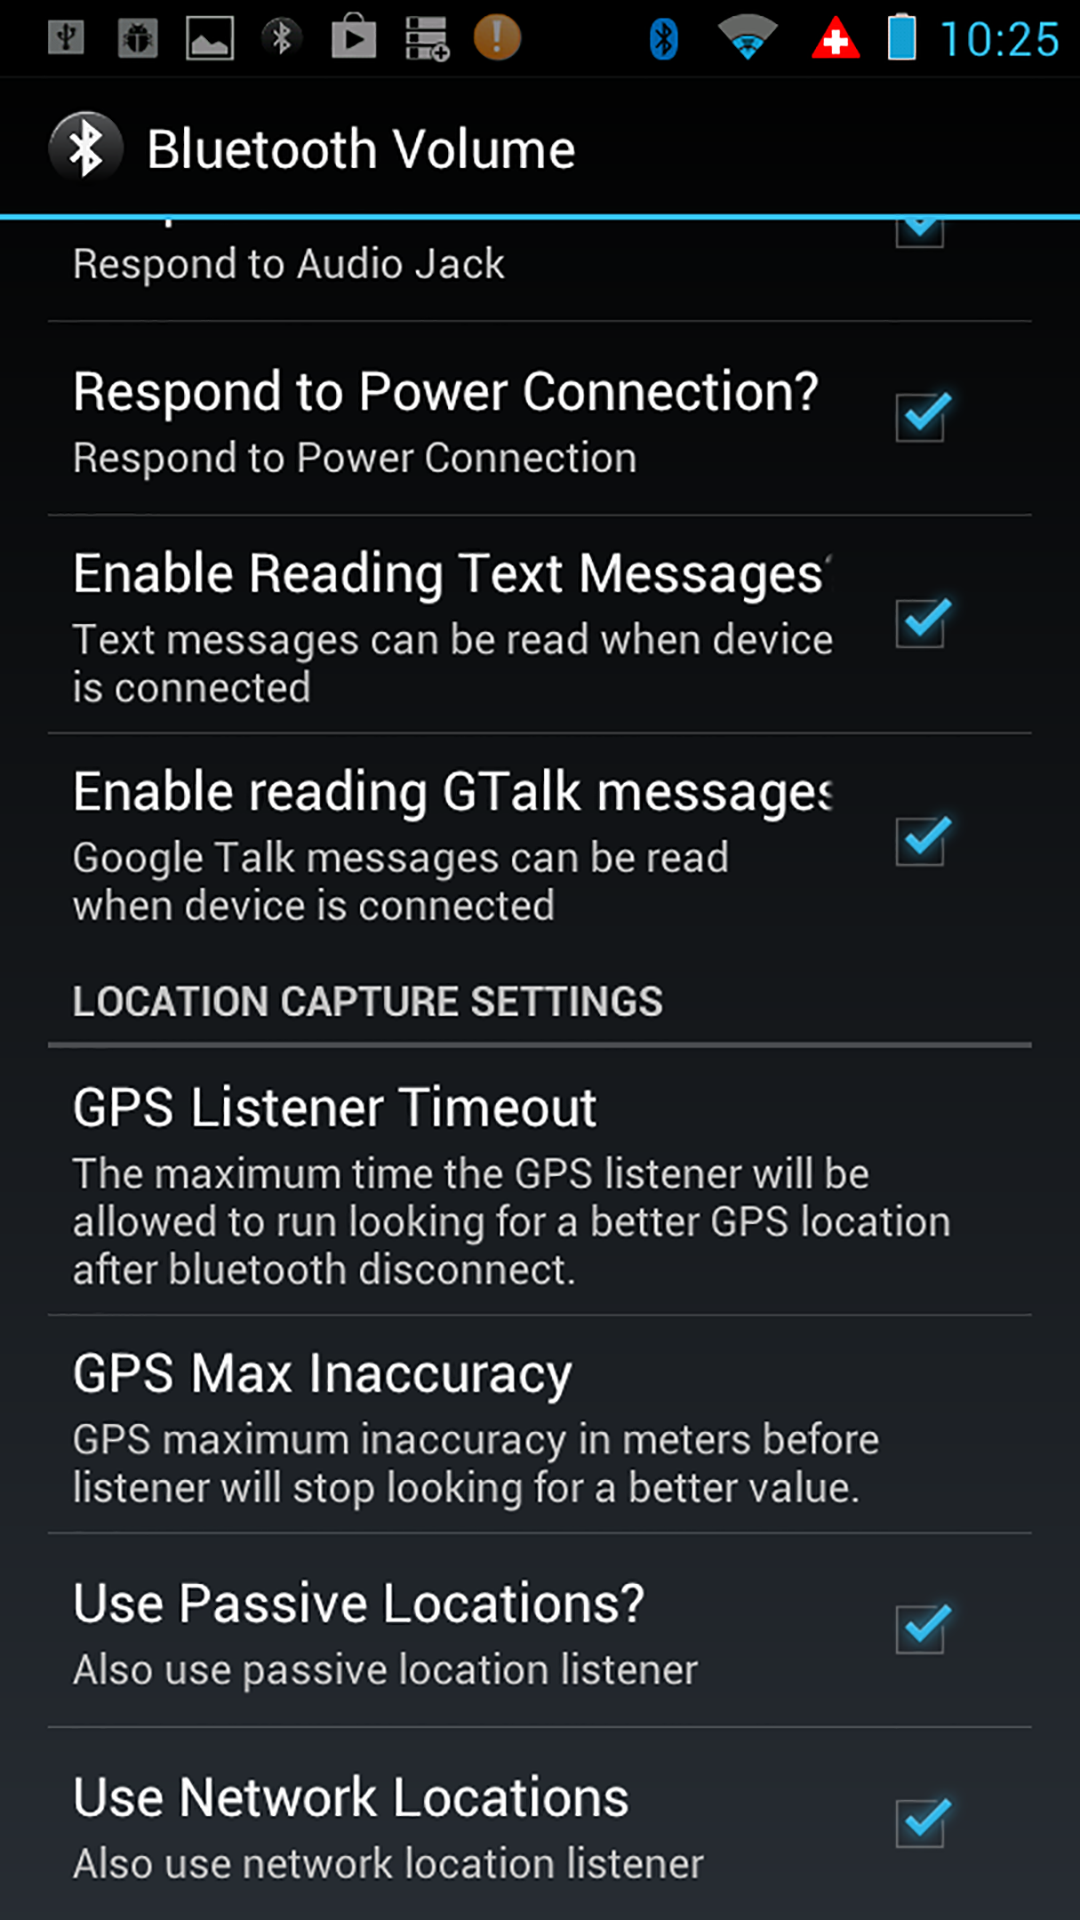 10:25
Bluetooth Volume
Respond to Audio Jack
Respond to Power Connection?
Respond to Power Connection
Enable Reading Text Messages
Text messages can be read when device
is connected
Enable reading GTalk messages
Google Talk messages can be read
when device is connected
LOCATION CAPTURE SETTINGS
GPS Listener Timeout
The maximum time the GPS listener will be
allowed to run looking for a better GPS location
after bluetooth disconnect.
GPS Max Inaccuracy
GPS maximum inaccuracy in meters before
listener will stop looking for a better value.
Use Passive Locations?
Also use passive location listener
Use Network Locations
Also use network location listener